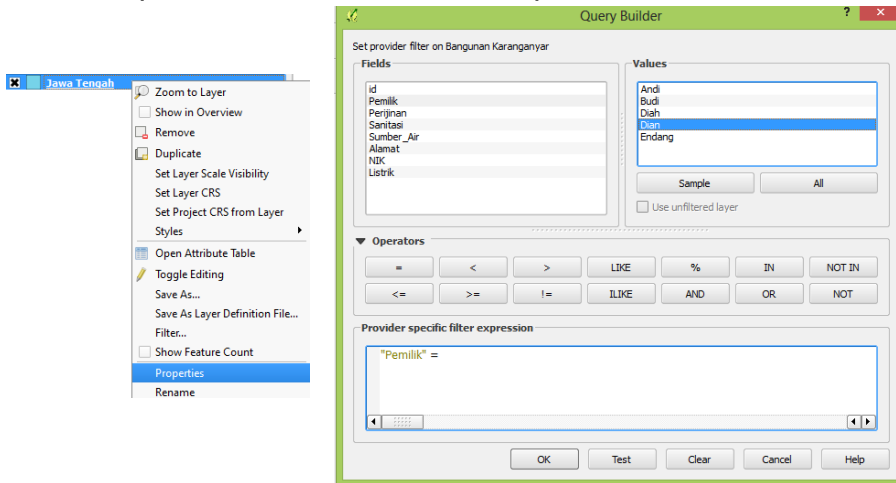 Jawa Tengah
Zoom to Layer
Show in Overview
Remove
Duplicate
Set Layer Scale Visibility
Set Layer CRS
Set Project CRS from Layer
Styles
Open Attribute Table
Toggle Editing
Save As...
Save As Layer Definition File...
Filter...
Show Feature Count
Properties
Rename
Query Builder
? ×
Set provider filter on Bangunan Karanganyar
Fields
id
Pemilik
Perijinan
Sanitasi
Sumber_Air
Alamat
NIK
Listrik
Values
Andi
Budi
Diah
Dian
Endang
Sample All
Use unfiltered layer
Operators
= < > LIKE % IN NOT IN
<= >= != ILIKE AND OR NOT
Provider specific filter expression
"Pemilik" =
OK Test Clear Cancel Help